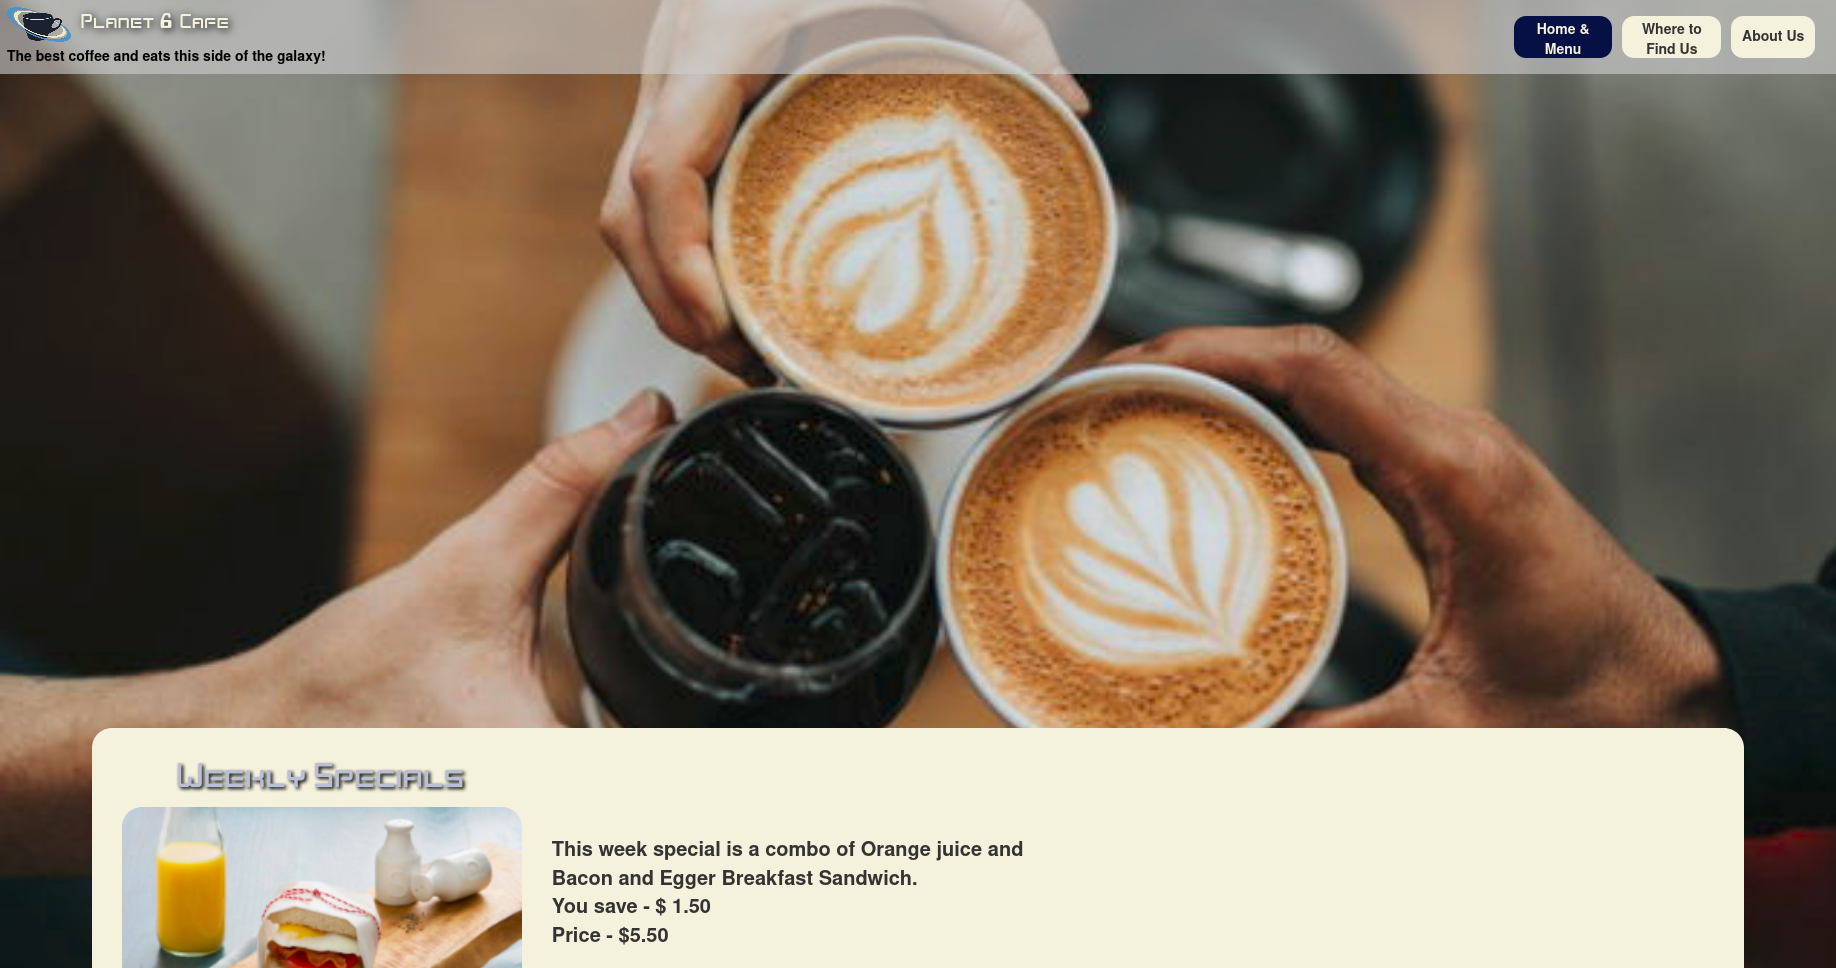 Planet 6 Cafe
The best coffee and eats this side of the galaxy!
Home &
Menu
Where to
Find Us
About Us
Weekly Specials
This week special is a combo of Orange juice and
Bacon and Egger Breakfast Sandwich.
You save - $ 1.50
Price - $5.50